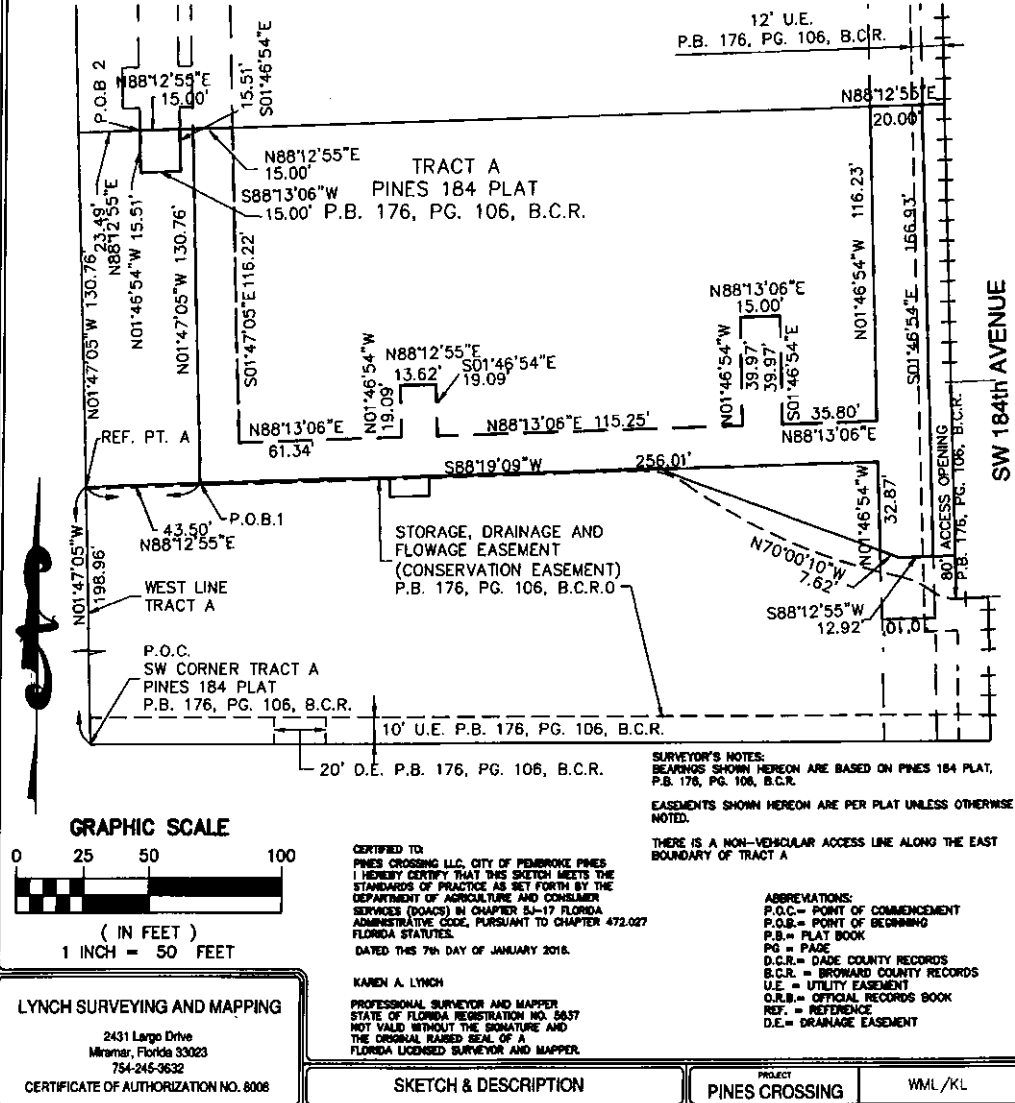 12' U.E.
P.B. 176, PG. 106, B.C.R.
P.O.B 2
N88°12'55"E
15.00'
15.51'
S01°46'54"E
N88°12'55"E
20.00'
N88°12'55"E
15.00'
S88°13'06"W
15.00'
TRACT A
PINES 184 PLAT
P.B. 176, PG. 106, B.C.R.
23.49'
N88°12'55"E
N01°46'54"W 15.51'
N01°47'05"W 130.76'
N01°47'05"W 130.76'
S01°47'05"E 116.22'
N01°46'54"W 116.23'
S01°46'54"E 166.93'
N88°13'06"E
15.00'
N01°46'54"W
39.97'
39.97'
S01°46'54"E
N88°12'55"E
13.62'
S01°46'54"E
19.09'
N01°46'54"W
19.09'
SW 184th AVENUE
REF. PT. A
N88°13'06"E
61.34'
N88°13'06"E 115.25'
35.80'
N88°13'06"E
S88°19'09"W 256.01'
43.50'
N88°12'55"E
P.O.B.1
N01°46'54"W
32.87'
80' ACCESS OPENING
P.B. 176, PG. 106, B.C.R.
STORAGE, DRAINAGE AND
FLOWAGE EASEMENT
(CONSERVATION EASEMENT)
P.B. 176, PG. 106, B.C.R.O
N70°00'10"W
7.62'
S88°12'55"W
12.92'
10.10'
N01°47'05"W
198.96'
WEST LINE
TRACT A
P.O.C.
SW CORNER TRACT A
PINES 184 PLAT
P.B. 176, PG. 106, B.C.R.
10' U.E. P.B. 176, PG. 106, B.C.R.
20' D.E. P.B. 176, PG. 106, B.C.R.
SURVEYOR'S NOTES:
BEARINGS SHOWN HEREON ARE BASED ON PINES 184 PLAT,
P.B. 176, PG. 106, B.C.R.
EASEMENTS SHOWN HEREON ARE PER PLAT UNLESS OTHERWISE
NOTED.
THERE IS A NON-VEHICULAR ACCESS LINE ALONG THE EAST
BOUNDARY OF TRACT A
GRAPHIC SCALE
0 25 50 100
( IN FEET )
1 INCH = 50 FEET
CERTIFIED TO:
PINES CROSSING LLC, CITY OF PEMBROKE PINES
I HEREBY CERTIFY THAT THIS SKETCH MEETS THE
STANDARDS OF PRACTICE AS SET FORTH BY THE
DEPARTMENT OF AGRICULTURE AND CONSUMER
SERVICES (DOACS) IN CHAPTER 5J-17 FLORIDA
ADMINISTRATIVE CODE, PURSUANT TO CHAPTER 472.027
FLORIDA STATUTES.
DATED THIS 7th DAY OF JANUARY 2016.
KAREN A. LYNCH
PROFESSIONAL SURVEYOR AND MAPPER
STATE OF FLORIDA REGISTRATION NO. 5637
NOT VALID WITHOUT THE SIGNATURE AND
THE ORIGINAL RAISED SEAL OF A
FLORIDA LICENSED SURVEYOR AND MAPPER.
ABBREVIATIONS:
P.O.C.= POINT OF COMMENCEMENT
P.O.B.= POINT OF BEGINNING
P.B.= PLAT BOOK
PG = PAGE
D.C.R.= DADE COUNTY RECORDS
B.C.R. = BROWARD COUNTY RECORDS
U.E. = UTILITY EASEMENT
O.R.B.= OFFICIAL RECORDS BOOK
REF. = REFERENCE
D.E.= DRAINAGE EASEMENT
LYNCH SURVEYING AND MAPPING
2431 Largo Drive
Miramar, Florida 33023
754-245-3632
CERTIFICATE OF AUTHORIZATION NO. 8006
SKETCH & DESCRIPTION
PROJECT
PINES CROSSING
WML/KL